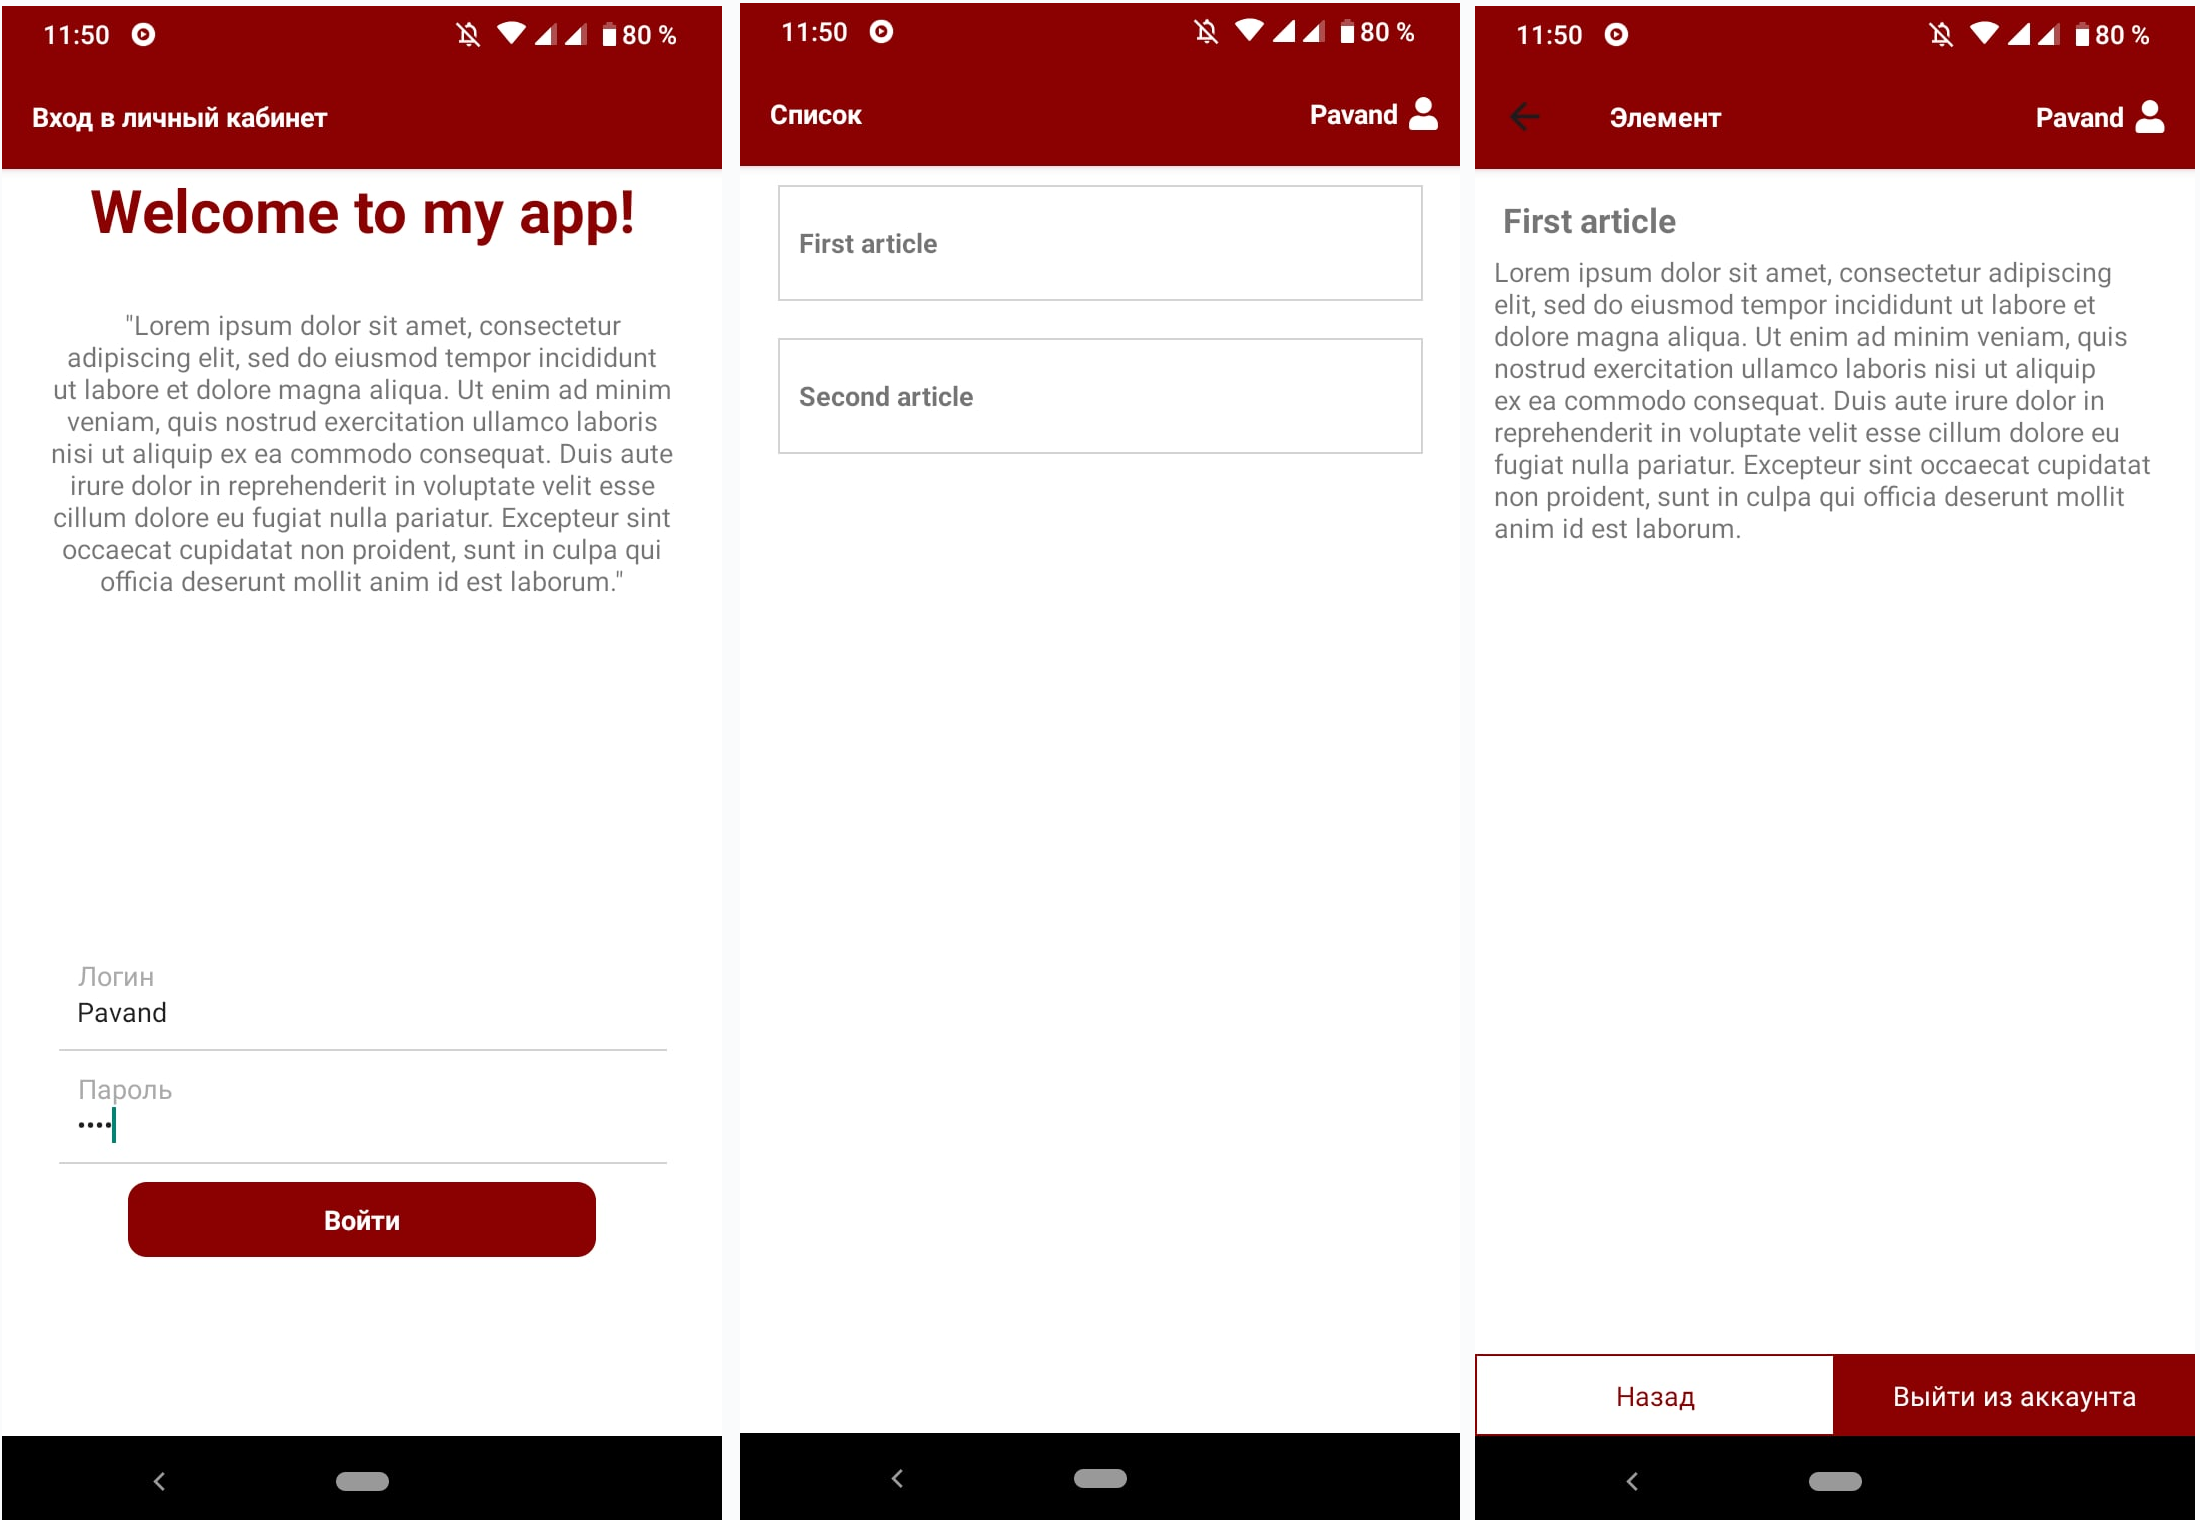 11:50
80 %
Вход в личный кабинет
Welcome to my app!
"Lorem ipsum dolor sit amet, consectetur
adipiscing elit, sed do eiusmod tempor incididunt
ut labore et dolore magna aliqua. Ut enim ad minim
veniam, quis nostrud exercitation ullamco laboris
nisi ut aliquip ex ea commodo consequat. Duis aute
irure dolor in reprehenderit in voluptate velit esse
cillum dolore eu fugiat nulla pariatur. Excepteur sint
occaecat cupidatat non proident, sunt in culpa qui
officia deserunt mollit anim id est laborum."
Логин
Pavand
Пароль
••••
Войти
11:50
80 %
Список
Pavand
First article
Second article
11:50
80 %
Элемент
Pavand
First article
Lorem ipsum dolor sit amet, consectetur adipiscing
elit, sed do eiusmod tempor incididunt ut labore et
dolore magna aliqua. Ut enim ad minim veniam, quis
nostrud exercitation ullamco laboris nisi ut aliquip
ex ea commodo consequat. Duis aute irure dolor in
reprehenderit in voluptate velit esse cillum dolore eu
fugiat nulla pariatur. Excepteur sint occaecat cupidatat
non proident, sunt in culpa qui officia deserunt mollit
anim id est laborum.
Назад
Выйти из аккаунта